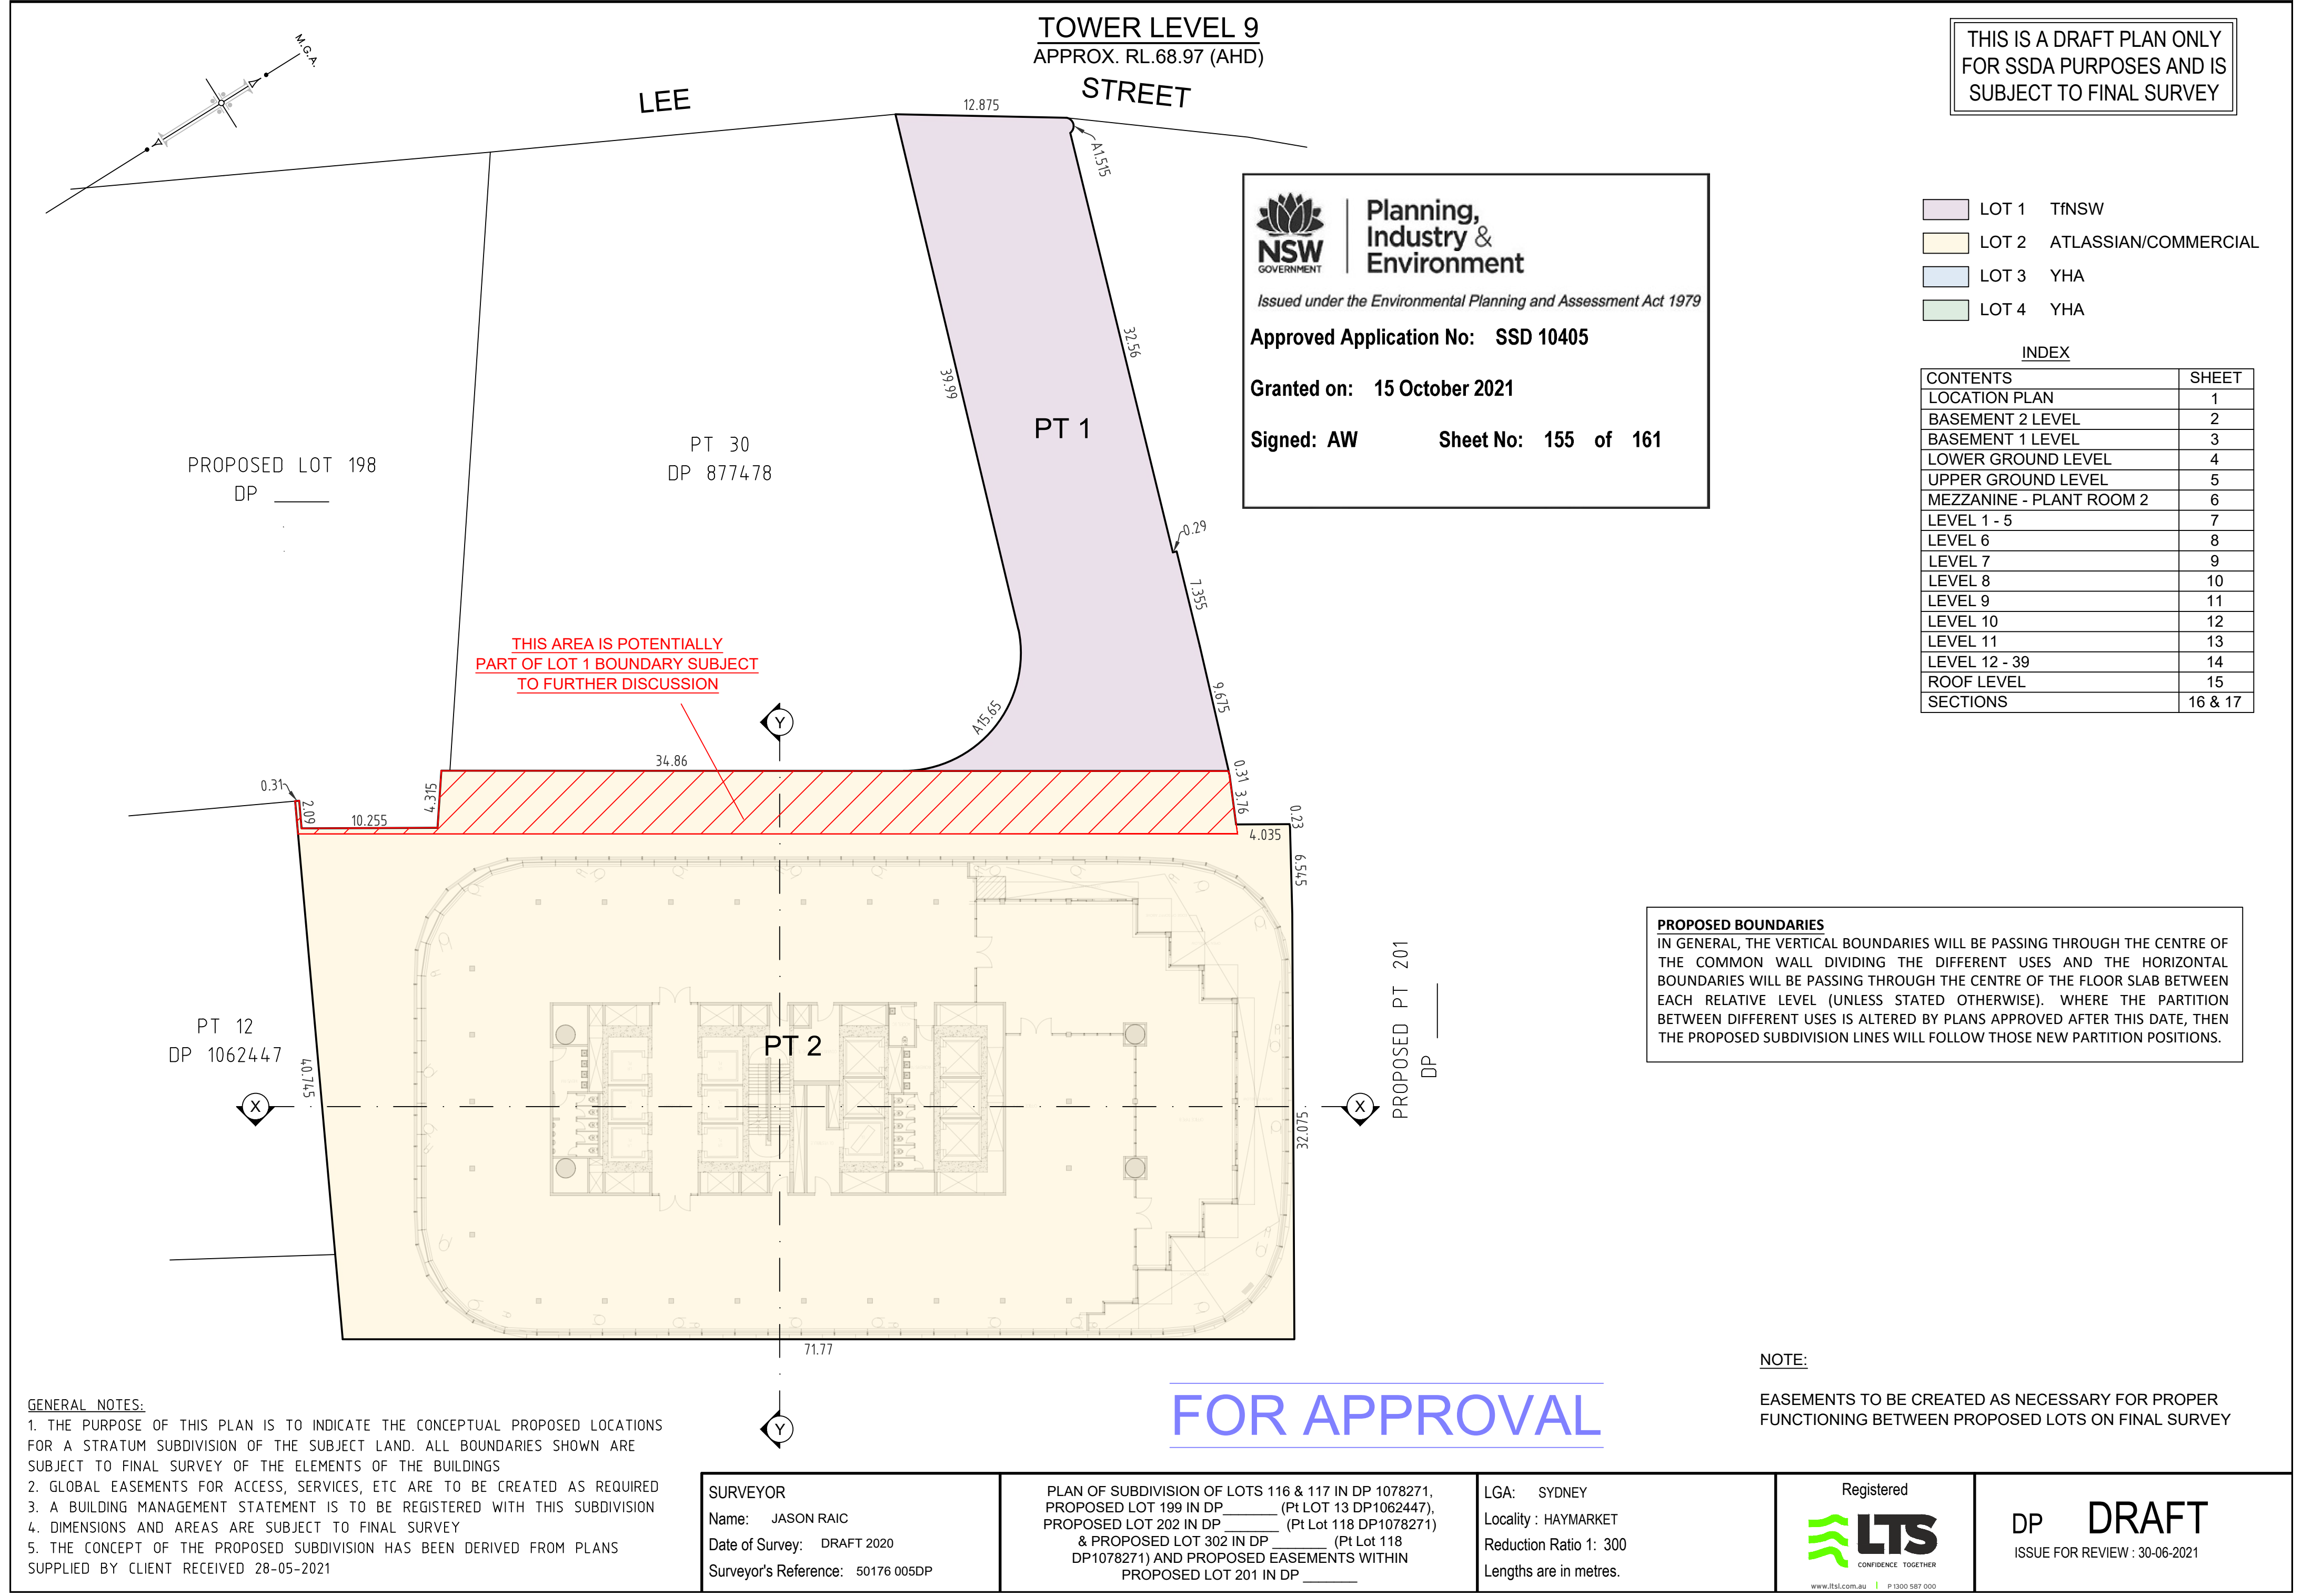 TOWER LEVEL 9
APPROX. RL.68.97 (AHD)
THIS IS A DRAFT PLAN ONLY
FOR SSDA PURPOSES AND IS
SUBJECT TO FINAL SURVEY
M.G.A.
LEE
STREET
12.875
A1.515
32.56
39.99
PT 1
0.29
7.355
9.675
A15.65
PT 30
DP 877478
PROPOSED LOT 198
DP ______
NSW
GOVERNMENT
Planning,
Industry &
Environment
Issued under the Environmental Planning and Assessment Act 1979
Approved Application No: SSD 10405
Granted on: 15 October 2021
Signed: AW Sheet No: 155 of 161
LOT 1 TfNSW
LOT 2 ATLASSIAN/COMMERCIAL
LOT 3 YHA
LOT 4 YHA
INDEX
CONTENTS SHEET
LOCATION PLAN 1
BASEMENT 2 LEVEL 2
BASEMENT 1 LEVEL 3
LOWER GROUND LEVEL 4
UPPER GROUND LEVEL 5
MEZZANINE - PLANT ROOM 2 6
LEVEL 1 - 5 7
LEVEL 6 8
LEVEL 7 9
LEVEL 8 10
LEVEL 9 11
LEVEL 10 12
LEVEL 11 13
LEVEL 12 - 39 14
ROOF LEVEL 15
SECTIONS 16 & 17
THIS AREA IS POTENTIALLY
PART OF LOT 1 BOUNDARY SUBJECT
TO FURTHER DISCUSSION
Y
34.86
0.31
2.09
10.255
4.315
0.31
3.76
0.23
4.035
6.545
PT 2
PT 12
DP 1062447
40.745
X
X
32.075
PROPOSED PT 201
DP ______
71.77
Y
PROPOSED BOUNDARIES
IN GENERAL, THE VERTICAL BOUNDARIES WILL BE PASSING THROUGH THE CENTRE OF
THE COMMON WALL DIVIDING THE DIFFERENT USES AND THE HORIZONTAL
BOUNDARIES WILL BE PASSING THROUGH THE CENTRE OF THE FLOOR SLAB BETWEEN
EACH RELATIVE LEVEL (UNLESS STATED OTHERWISE). WHERE THE PARTITION
BETWEEN DIFFERENT USES IS ALTERED BY PLANS APPROVED AFTER THIS DATE, THEN
THE PROPOSED SUBDIVISION LINES WILL FOLLOW THOSE NEW PARTITION POSITIONS.
NOTE:
EASEMENTS TO BE CREATED AS NECESSARY FOR PROPER
FUNCTIONING BETWEEN PROPOSED LOTS ON FINAL SURVEY
FOR APPROVAL
GENERAL NOTES:
1. THE PURPOSE OF THIS PLAN IS TO INDICATE THE CONCEPTUAL PROPOSED LOCATIONS
FOR A STRATUM SUBDIVISION OF THE SUBJECT LAND. ALL BOUNDARIES SHOWN ARE
SUBJECT TO FINAL SURVEY OF THE ELEMENTS OF THE BUILDINGS
2. GLOBAL EASEMENTS FOR ACCESS, SERVICES, ETC ARE TO BE CREATED AS REQUIRED
3. A BUILDING MANAGEMENT STATEMENT IS TO BE REGISTERED WITH THIS SUBDIVISION
4. DIMENSIONS AND AREAS ARE SUBJECT TO FINAL SURVEY
5. THE CONCEPT OF THE PROPOSED SUBDIVISION HAS BEEN DERIVED FROM PLANS
SUPPLIED BY CLIENT RECEIVED 28-05-2021
SURVEYOR
Name: JASON RAIC
Date of Survey: DRAFT 2020
Surveyor's Reference: 50176 005DP
PLAN OF SUBDIVISION OF LOTS 116 & 117 IN DP 1078271,
PROPOSED LOT 199 IN DP_______ (Pt LOT 13 DP1062447),
PROPOSED LOT 202 IN DP _______ (Pt Lot 118 DP1078271)
& PROPOSED LOT 302 IN DP _______ (Pt Lot 118
DP1078271) AND PROPOSED EASEMENTS WITHIN
PROPOSED LOT 201 IN DP _______
LGA: SYDNEY
Locality : HAYMARKET
Reduction Ratio 1: 300
Lengths are in metres.
Registered
LTS
CONFIDENCE TOGETHER
www.ltsl.com.au | P 1300 587 000
DP DRAFT
ISSUE FOR REVIEW : 30-06-2021